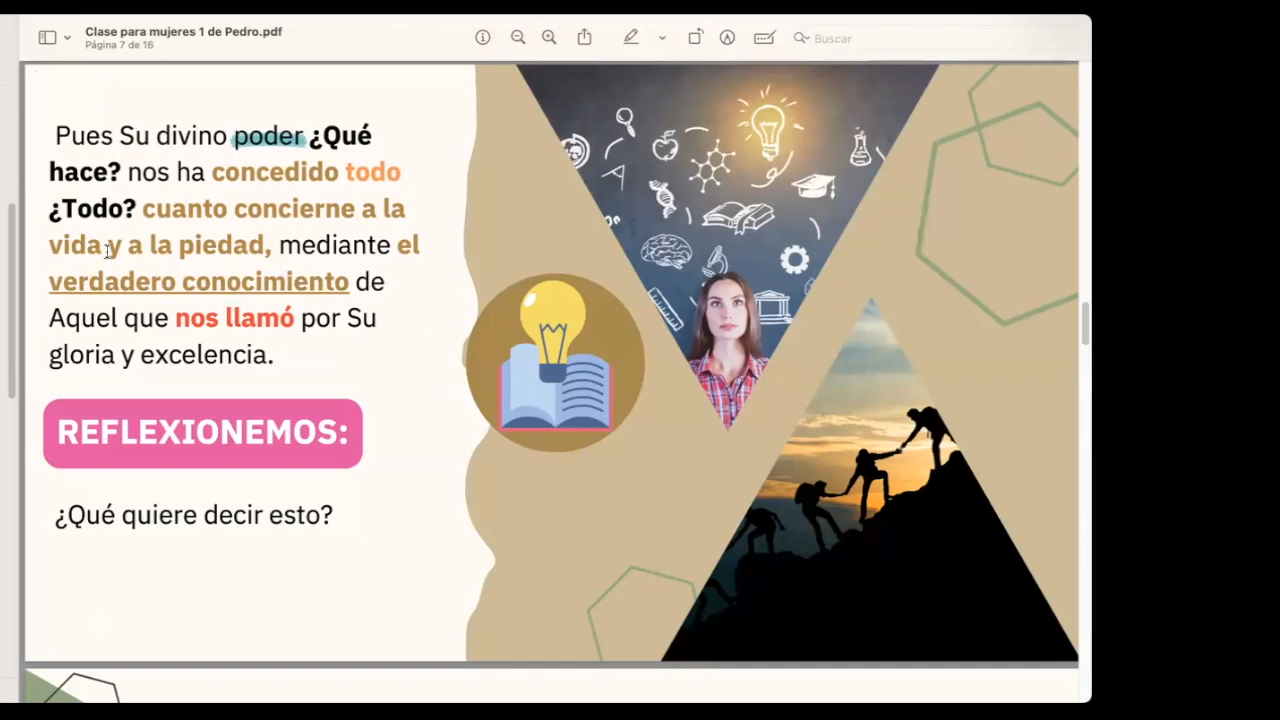 Clase para mujeres 1 de Pedro.pdf
Página 7 de 16
Buscar
Pues Su divino poder ¿Qué
hace? nos ha concedido todo
¿Todo? cuanto concierne a la
vida y a la piedad, mediante el
verdadero conocimiento de
Aquel que nos llamó por Su
gloria y excelencia.
REFLEXIONEMOS:
¿Qué quiere decir esto?